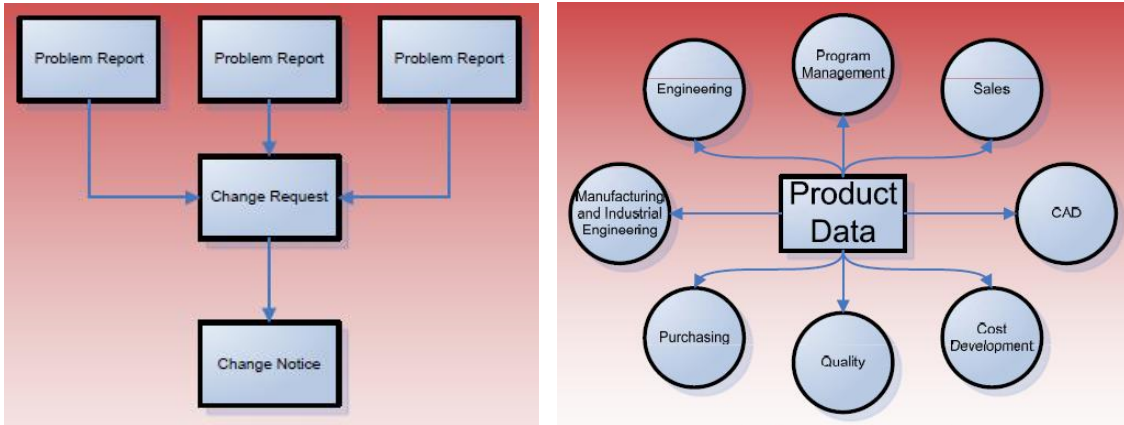 Problem Report
Problem Report
Problem Report
Change Request
Change Notice
Program
Management
Engineering
Sales
Manufacturing
and Industrial
Engineering
Product
Data
CAD
Purchasing
Quality
Cost
Development